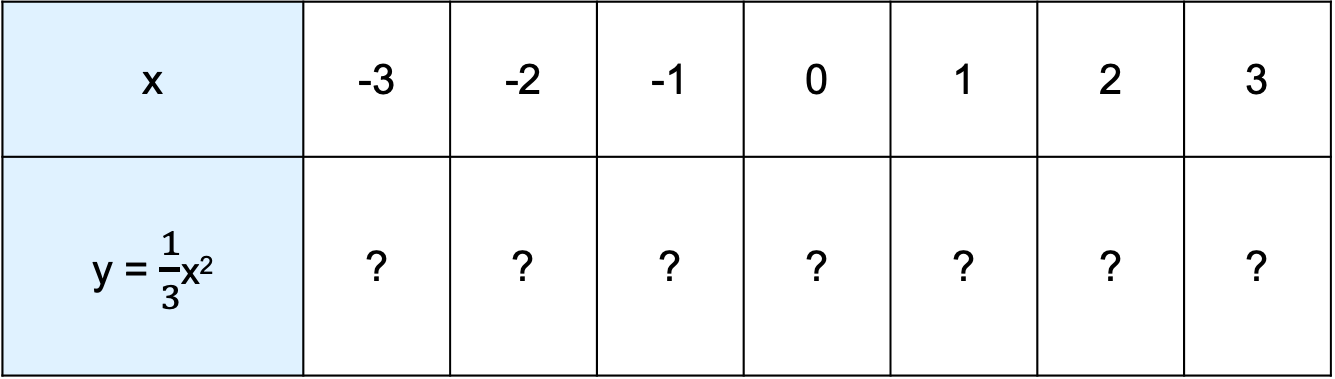 x -3 -2 -1 0 1 2 3
y = 1/3x² ? ? ? ? ? ? ?